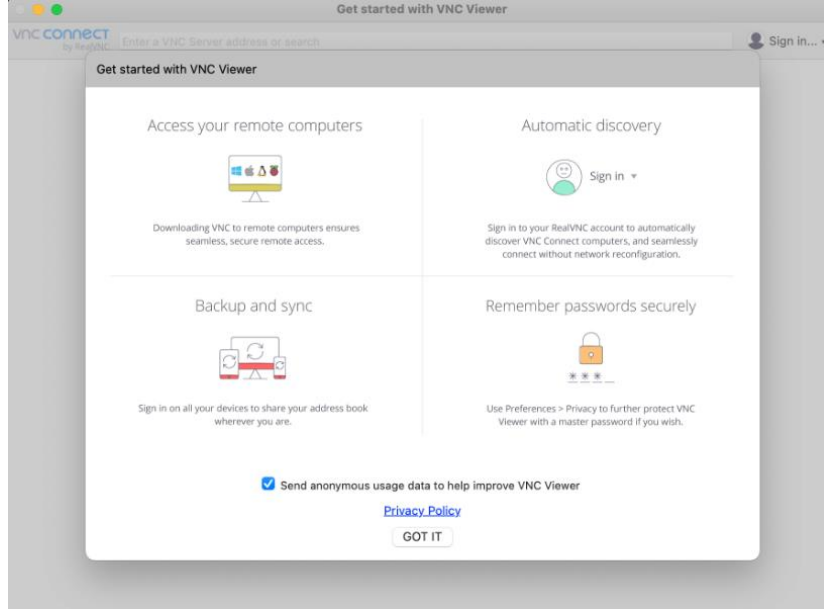 Get started with VNC Viewer
VNC CONNECT
by RealVNC
Enter a VNC Server address or search
Sign in...
Get started with VNC Viewer
Access your remote computers
Downloading VNC to remote computers ensures
seamless, secure remote access.
Automatic discovery
Sign in
Sign in to your RealVNC account to automatically
discover VNC Connect computers, and seamlessly
connect without network reconfiguration.
Backup and sync
Sign in on all your devices to share your address book
wherever you are.
Remember passwords securely
Use Preferences > Privacy to further protect VNC
Viewer with a master password if you wish.
Send anonymous usage data to help improve VNC Viewer
Privacy Policy
GOT IT